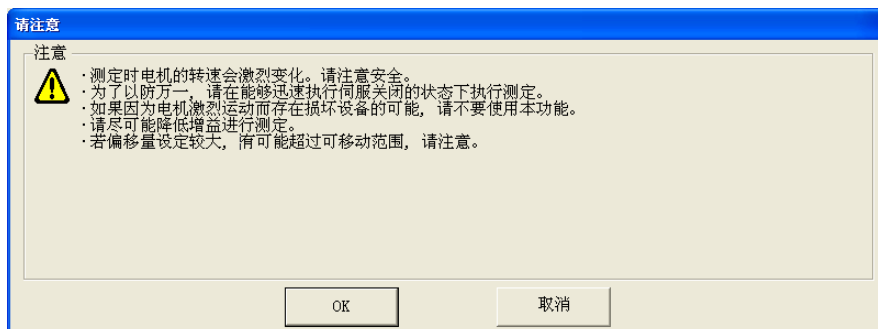 请注意
注意
·测定时电机的转速会激烈变化。请注意安全。
·为了以防万一, 请在能够迅速执行伺服关闭的状态下执行测定。
·如果因为电机激烈运动而存在损坏设备的可能, 请不要使用本功能。
·请尽可能降低增益进行测定。
·若偏移量设定较大, 有可能超过可移动范围, 请注意。
OK
取消